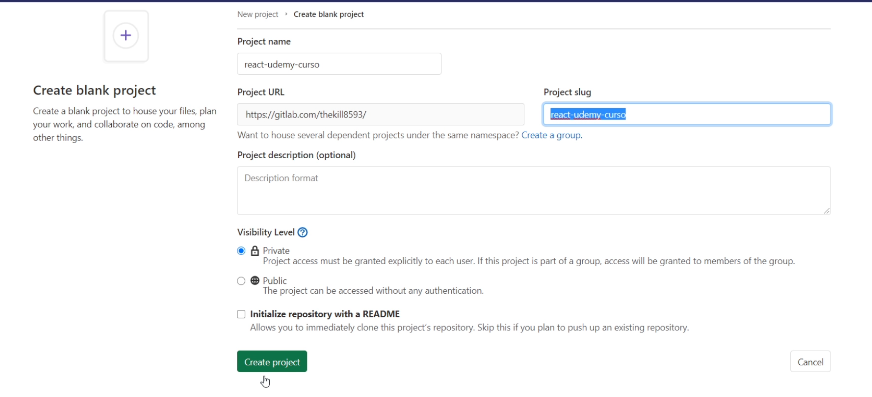 New project › Create blank project
Project name
react-udemy-curso
Create blank project
Create a blank project to house your files, plan
your work, and collaborate on code, among
other things.
Project URL
https://gitlab.com/thekill8593/
Project slug
react-udemy-curso
Want to house several dependent projects under the same namespace? Create a group.
Project description (optional)
Description format
Visibility Level
Private
Project access must be granted explicitly to each user. If this project is part of a group, access will be granted to members of the group.
Public
The project can be accessed without any authentication.
Initialize repository with a README
Allows you to immediately clone this project's repository. Skip this if you plan to push up an existing repository.
Create project
Cancel